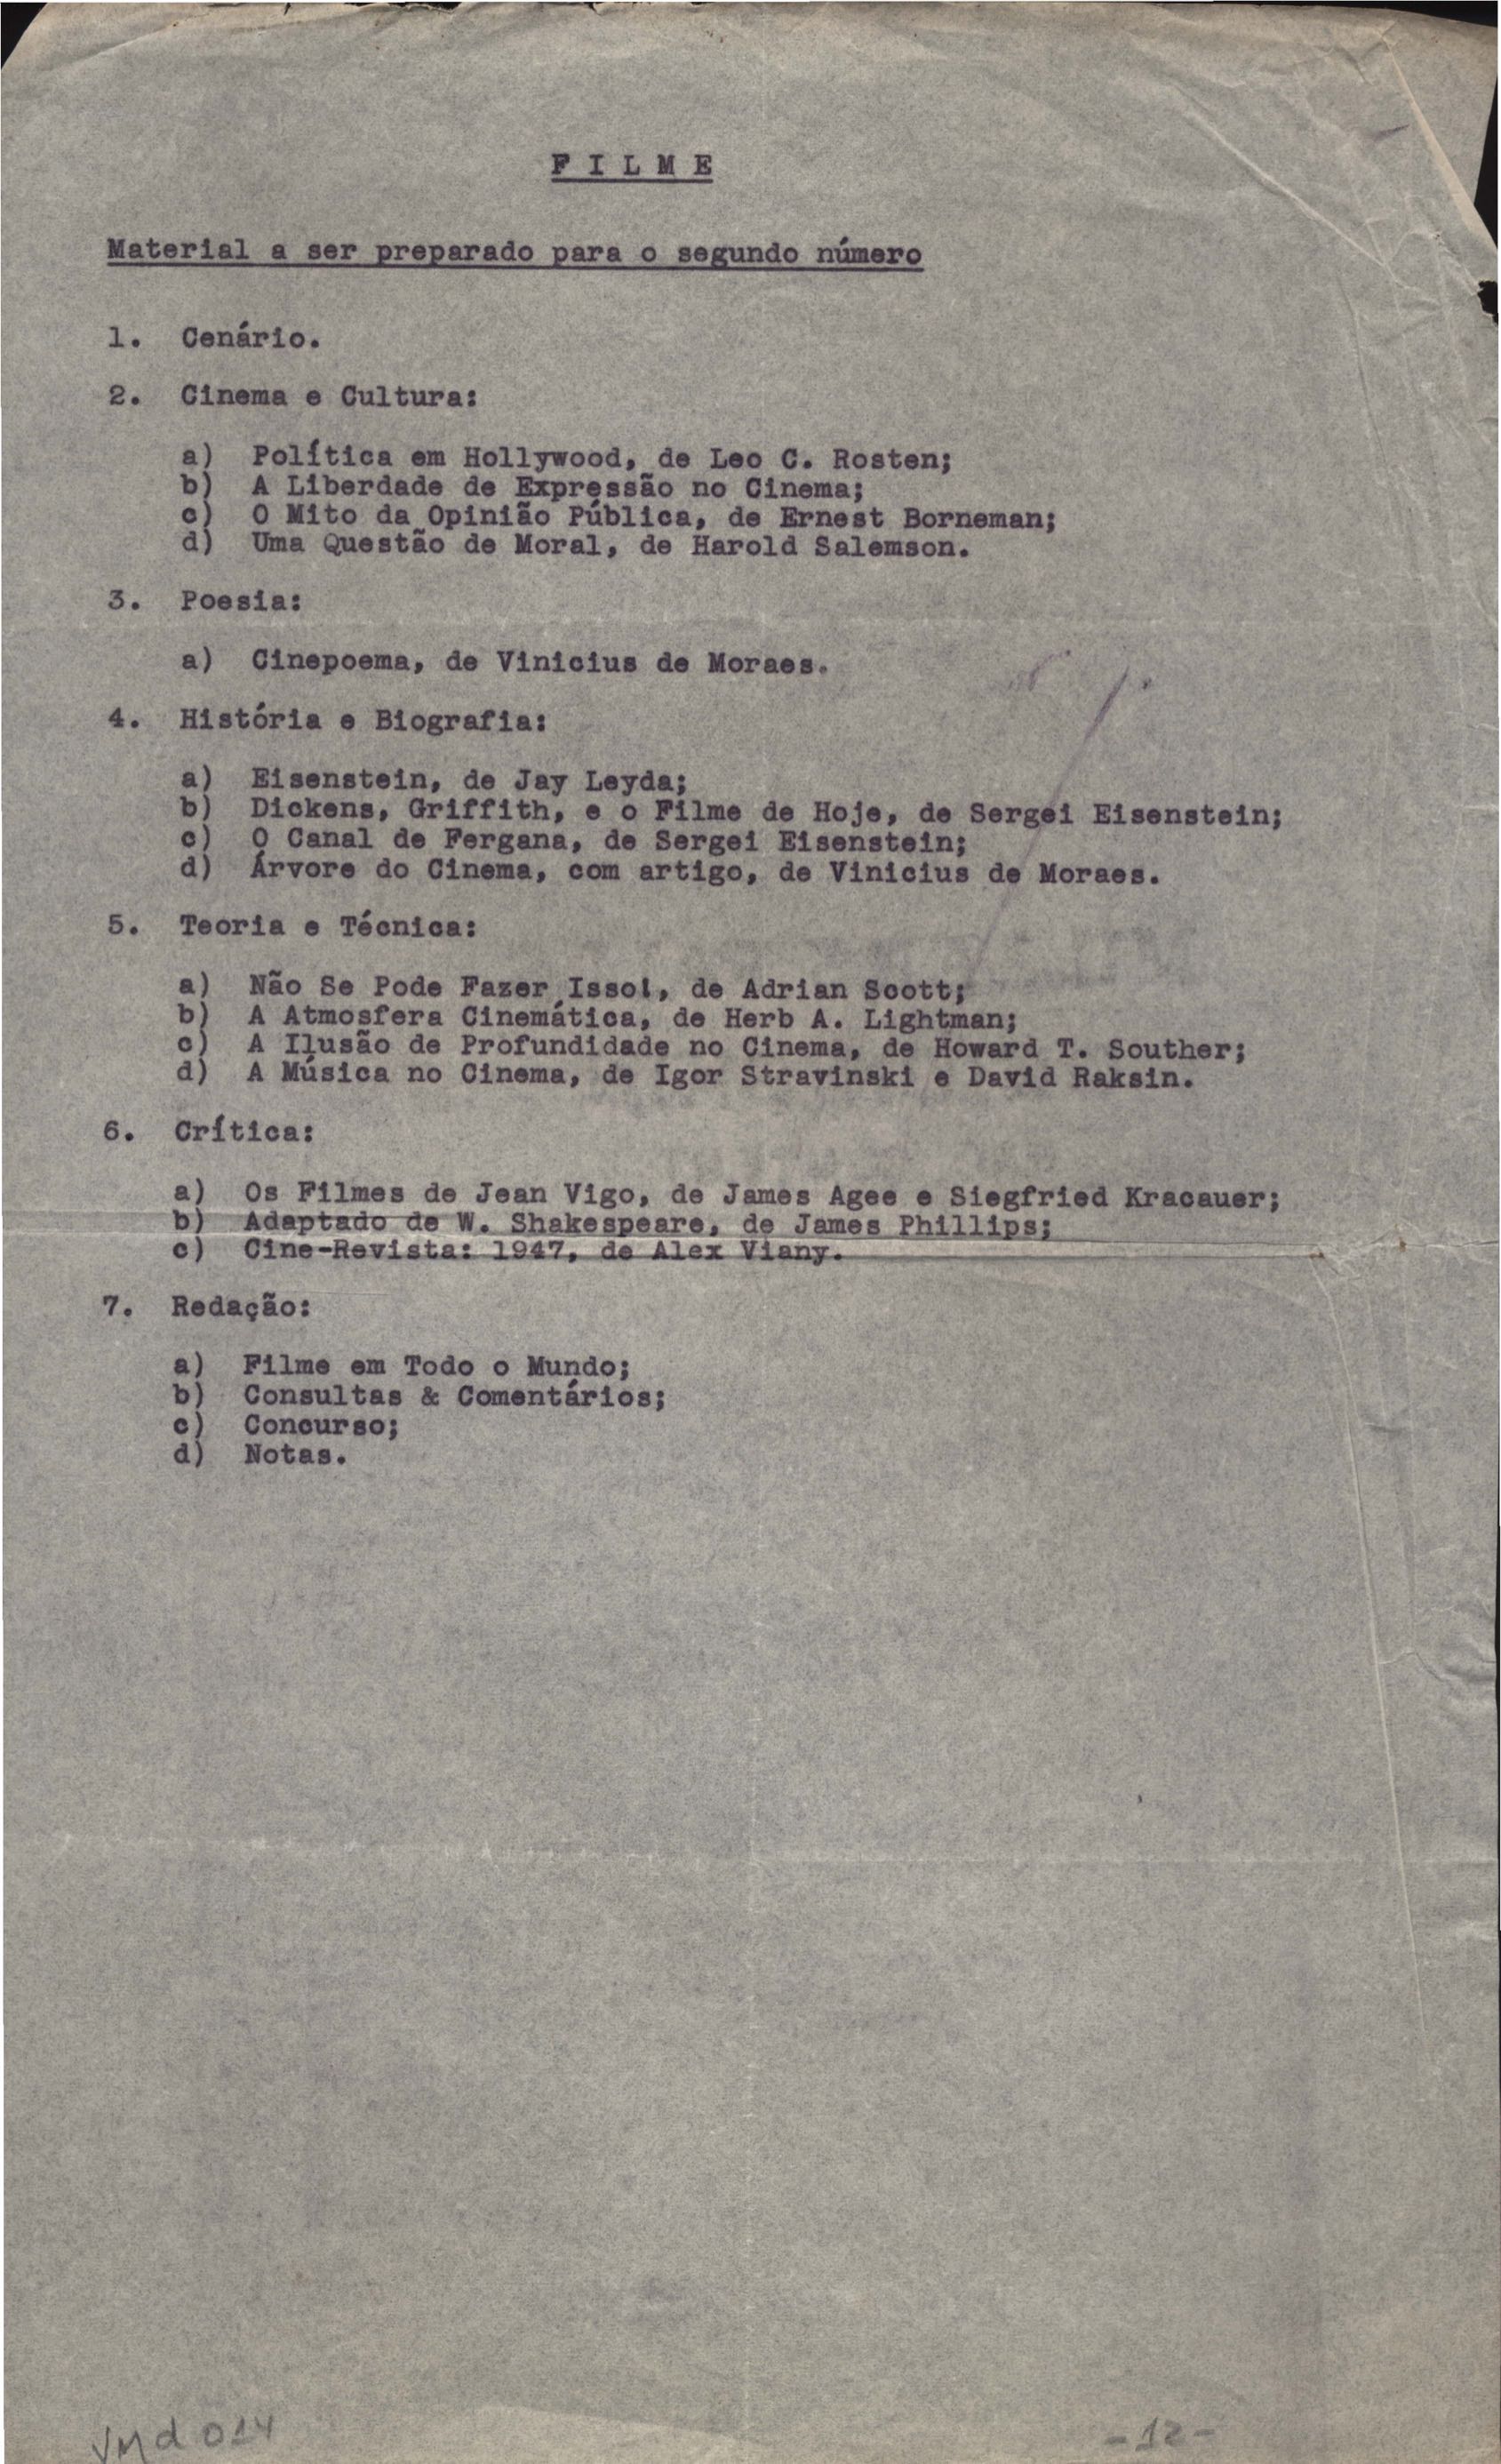 F I L M E
Material a ser preparado para o segundo número
1. Cenário.
2. Cinema e Cultura:
a) Política em Hollywood, de Leo C. Rosten;
b) A Liberdade de Expressão no Cinema;
c) O Mito da Opinião Pública, de Ernest Borneman;
d) Uma Questão de Moral, de Harold Salemson.
3. Poesia:
a) Cinepoema, de Vinicius de Moraes.
4. História e Biografia:
a) Eisenstein, de Jay Leyda;
b) Dickens, Griffith, e o Filme de Hoje, de Sergei Eisenstein;
c) O Canal de Fergana, de Sergei Eisenstein;
d) Árvore do Cinema, com artigo, de Vinicius de Moraes.
5. Teoria e Técnica:
a) Não Se Pode Fazer Isso!, de Adrian Scott;
b) A Atmosfera Cinemática, de Herb A. Lightman;
c) A Ilusão de Profundidade no Cinema, de Howard T. Souther;
d) A Música no Cinema, de Igor Stravinski e David Raksin.
6. Crítica:
a) Os Filmes de Jean Vigo, de James Agee e Siegfried Kracauer;
b) Adaptado de W. Shakespeare, de James Phillips;
c) Cine-Revista: 1947, de Alex Viany.
7. Redação:
a) Filme em Todo o Mundo;
b) Consultas & Comentários;
c) Concurso;
d) Notas.
VMd 014
-12-